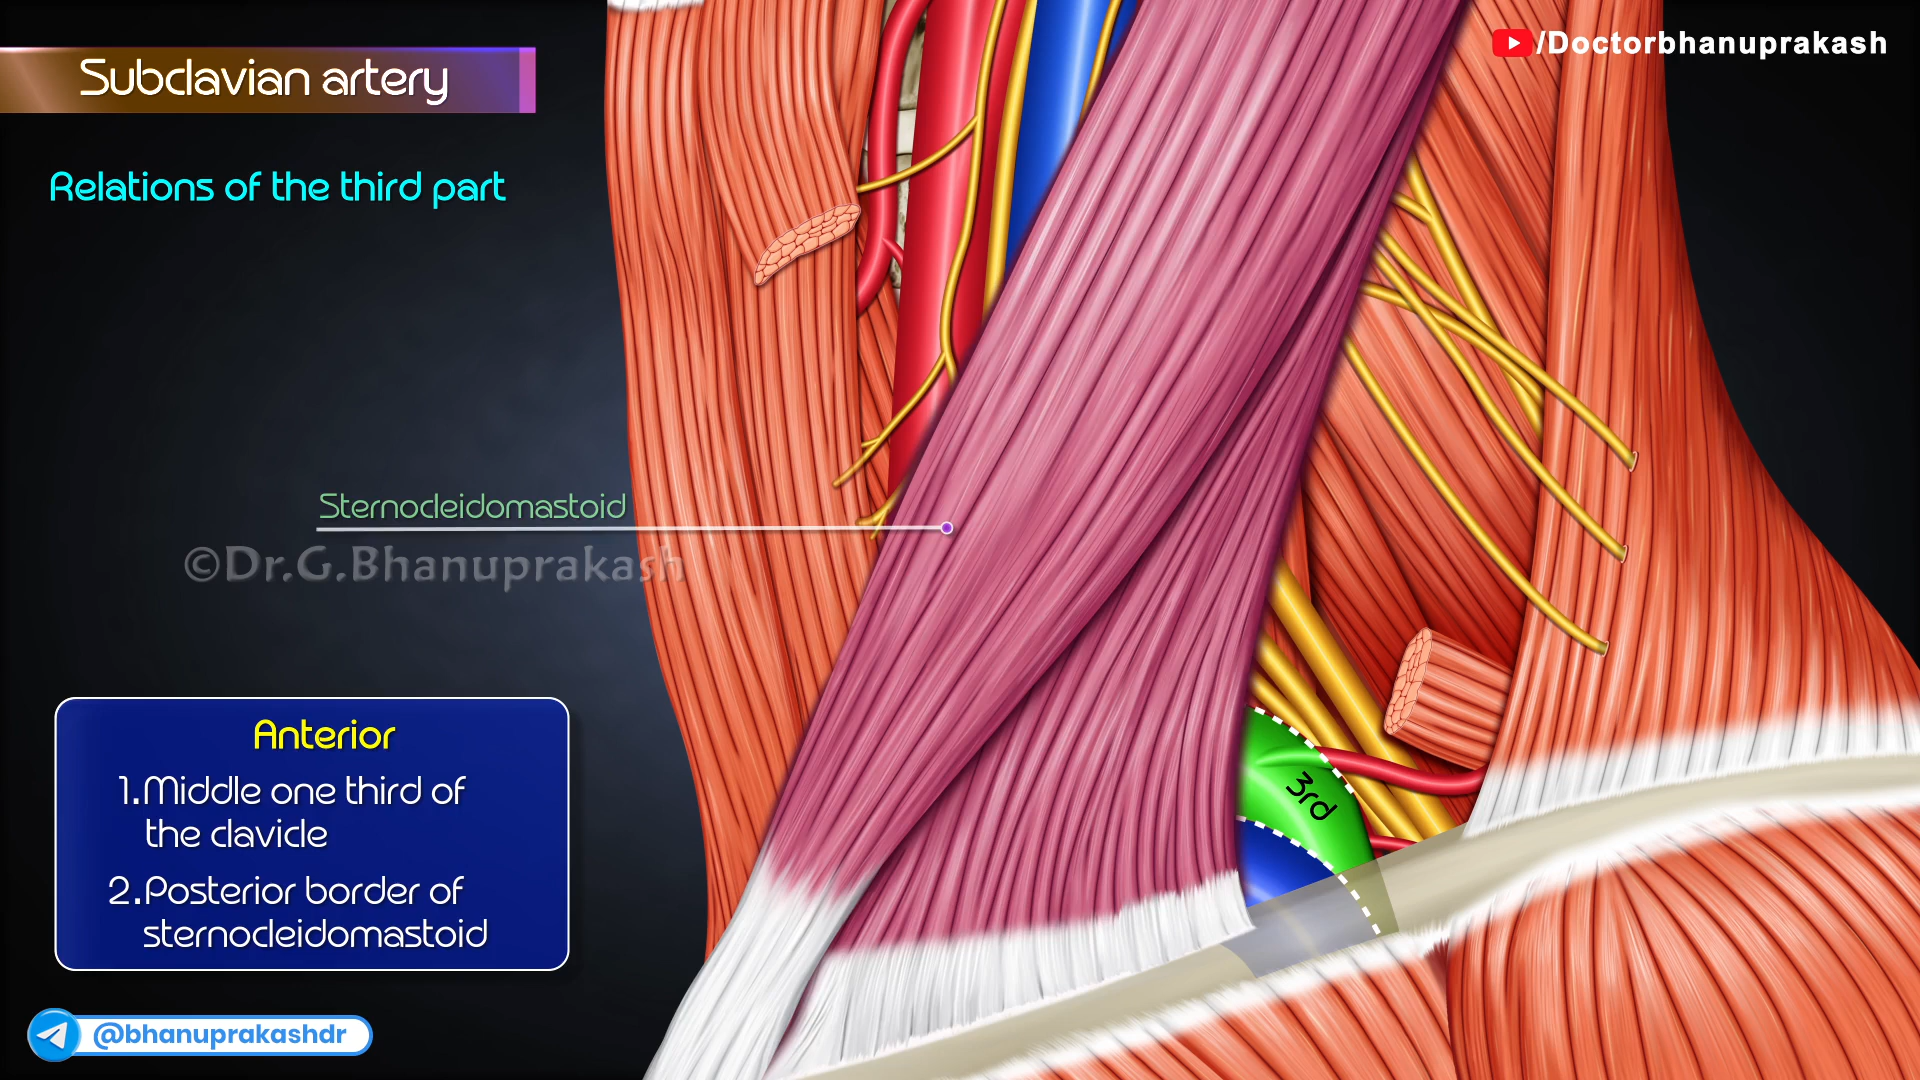 Subclavian artery
/Doctorbhanuprakash
Relations of the third part
Sternocleidomastoid
©Dr.G.Bhanuprakash
Anterior
1.Middle one third of
the clavicle
2.Posterior border of
sternocleidomastoid
3rd
@bhanuprakashdr